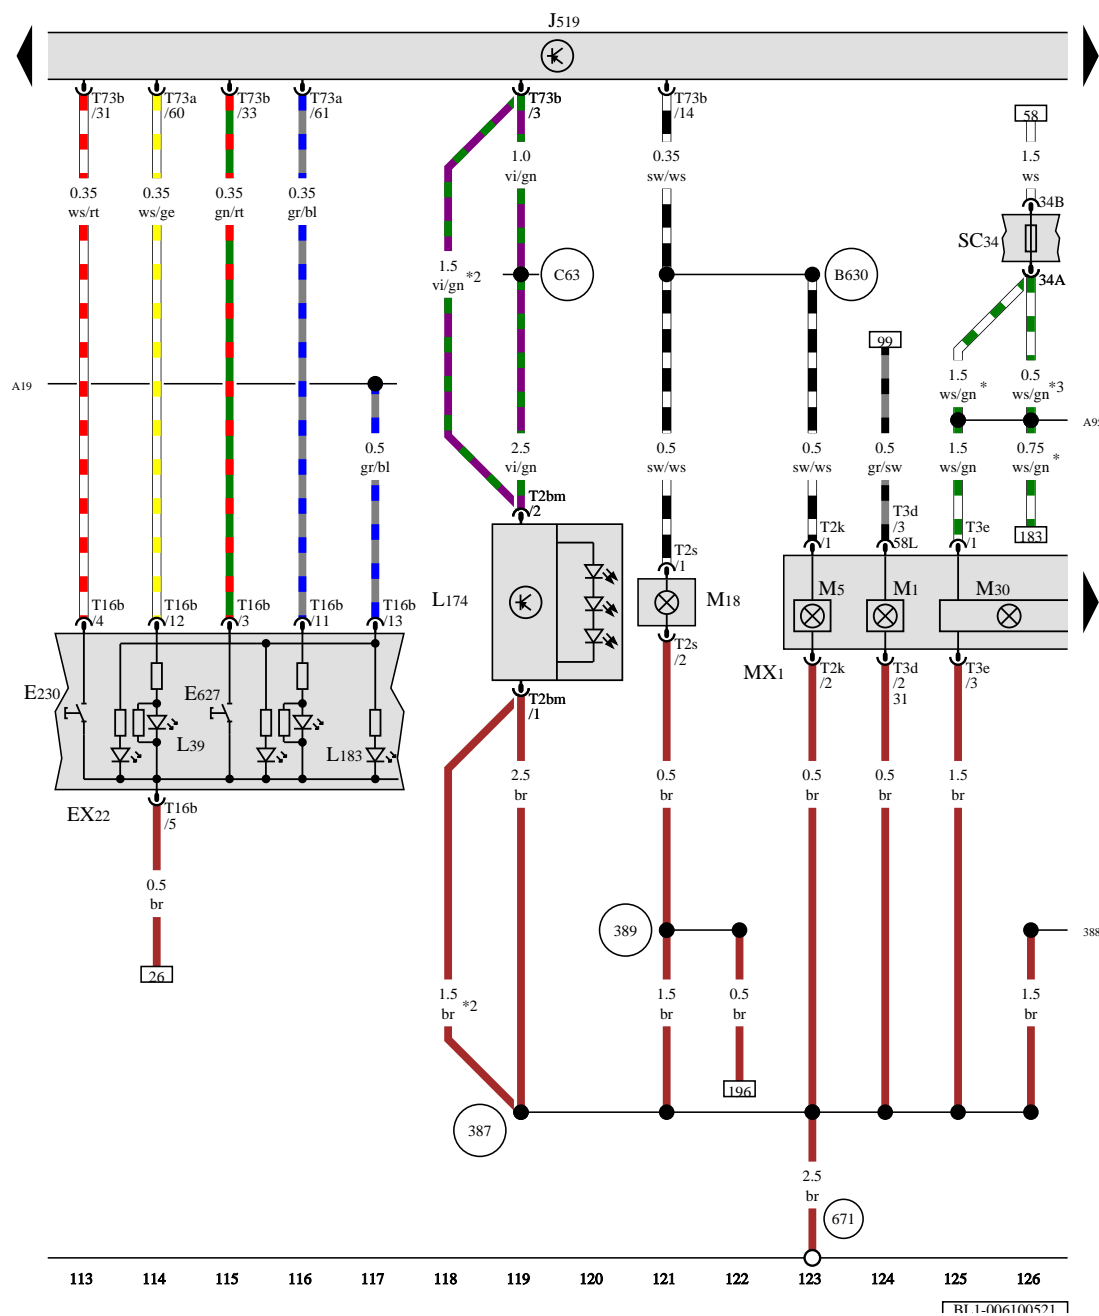 J519
T73b
/31
T73a
/60
T73b
/33
T73a
/61
T73b
/3
T73b
/14
58
0.35
ws/rt
0.35
ws/ge
0.35
gn/rt
0.35
gr/bl
1.0
vi/gn
0.35
sw/ws
1.5
ws
34B
SC34
34A
1.5
vi/gn *2
C63
B630
99
A19
1.5
ws/gn *
0.5
ws/gn *3
0.5
gr/bl
2.5
vi/gn
0.5
sw/ws
0.5
sw/ws
0.5
gr/sw
1.5
ws/gn
0.75
ws/gn *
T2bm
/2
T2s
/1
T2k
/1
T3d
/3
58L
T3e
/1
183
T16b
/4
T16b
/12
T16b
/3
T16b
/11
T16b
/13
L174
M18
M5
M1
M30
E230
E627
L39
L183
T2s
/2
MX1
T2k
/2
T3d
/2
31
T3e
/3
T2bm
/1
EX22
T16b
/5
2.5
br
0.5
br
0.5
br
0.5
br
1.5
br
0.5
br
389
388
26
1.5
br *2
1.5
br
0.5
br
1.5
br
196
387
2.5
br
671
113 114 115 116 117 118 119 120 121 122 123 124 125 126
BL1-006100521